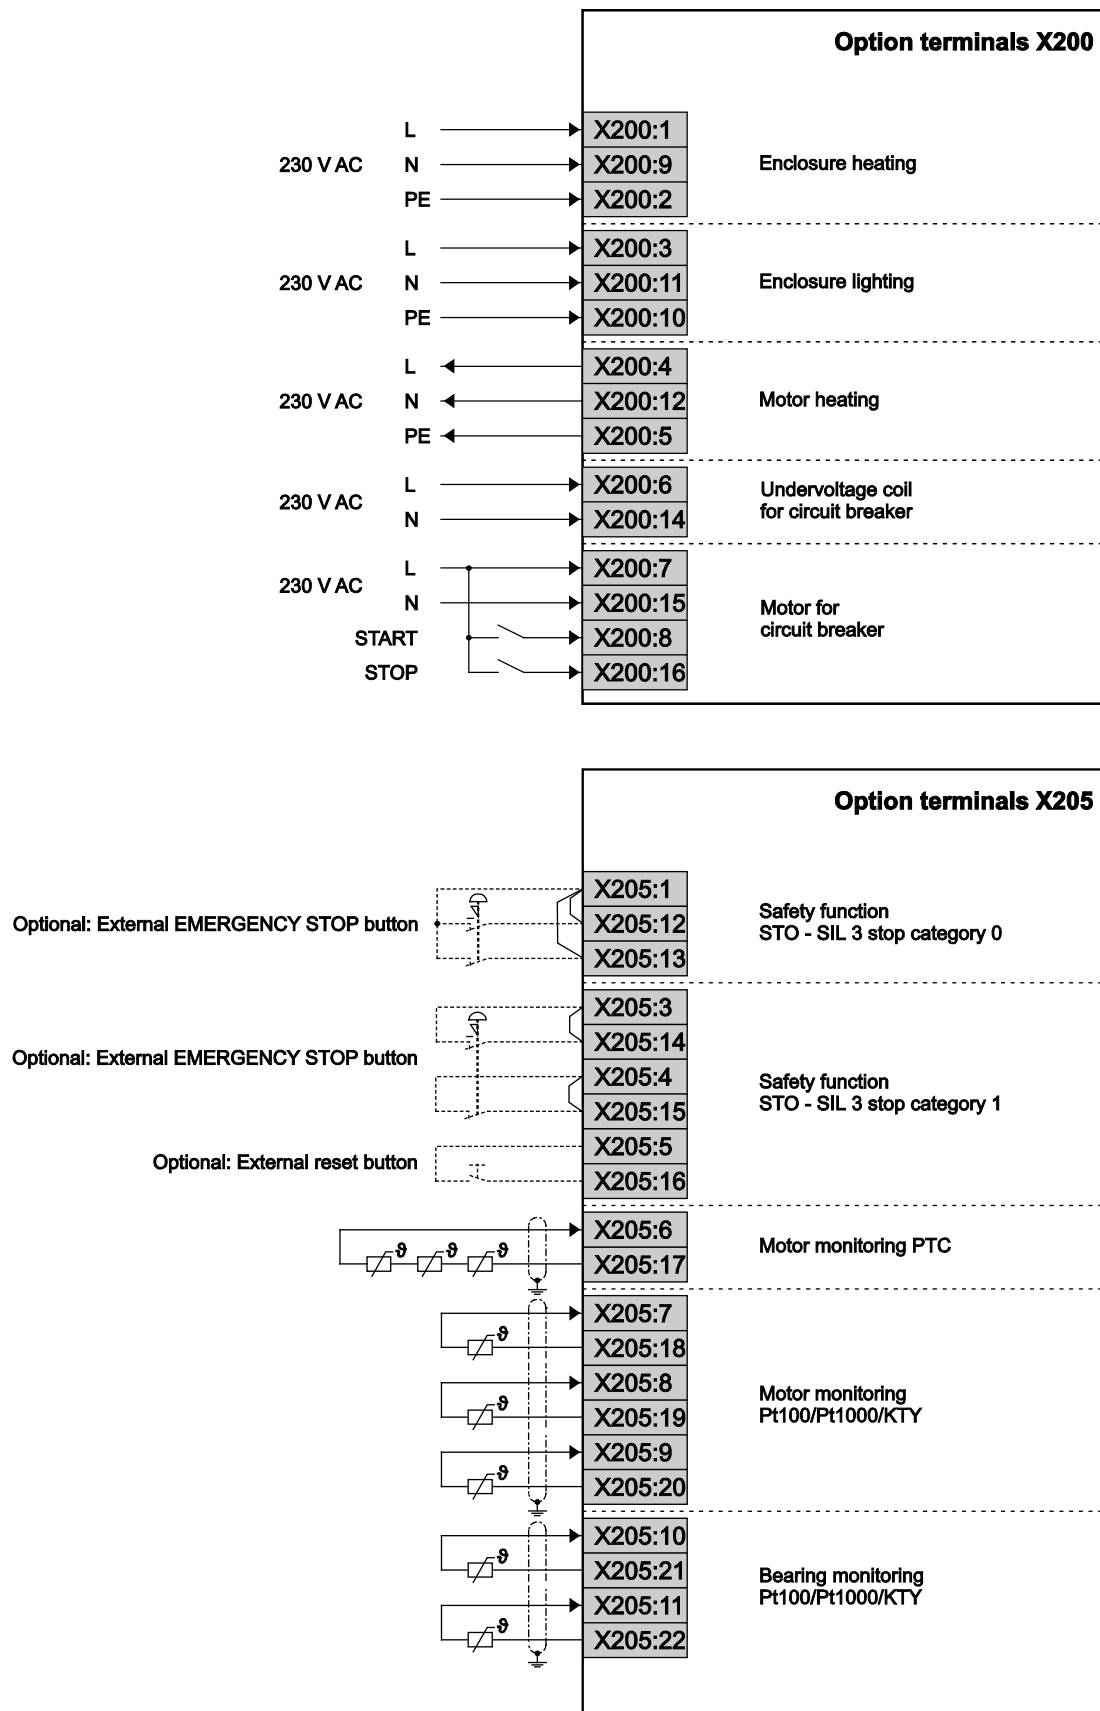 Option terminals X200
L
X200:1
230 V AC
N
X200:9
Enclosure heating
PE
X200:2
L
X200:3
230 V AC
N
X200:11
Enclosure lighting
PE
X200:10
L
X200:4
230 V AC
N
X200:12
Motor heating
PE
X200:5
L
X200:6
230 V AC
N
X200:14
Undervoltage coil
for circuit breaker
L
X200:7
230 V AC
N
X200:15
START
X200:8
STOP
X200:16
Motor for
circuit breaker
Option terminals X205
Optional: External EMERGENCY STOP button
X205:1
X205:12
X205:13
Safety function
STO - SIL 3 stop category 0
Optional: External EMERGENCY STOP button
X205:3
X205:14
X205:4
X205:15
Optional: External reset button
X205:5
X205:16
Safety function
STO - SIL 3 stop category 1
X205:6
ϑ ϑ ϑ
X205:17
Motor monitoring PTC
X205:7
ϑ
X205:18
X205:8
ϑ
X205:19
X205:9
ϑ
X205:20
Motor monitoring
Pt100/Pt1000/KTY
X205:10
ϑ
X205:21
X205:11
ϑ
X205:22
Bearing monitoring
Pt100/Pt1000/KTY